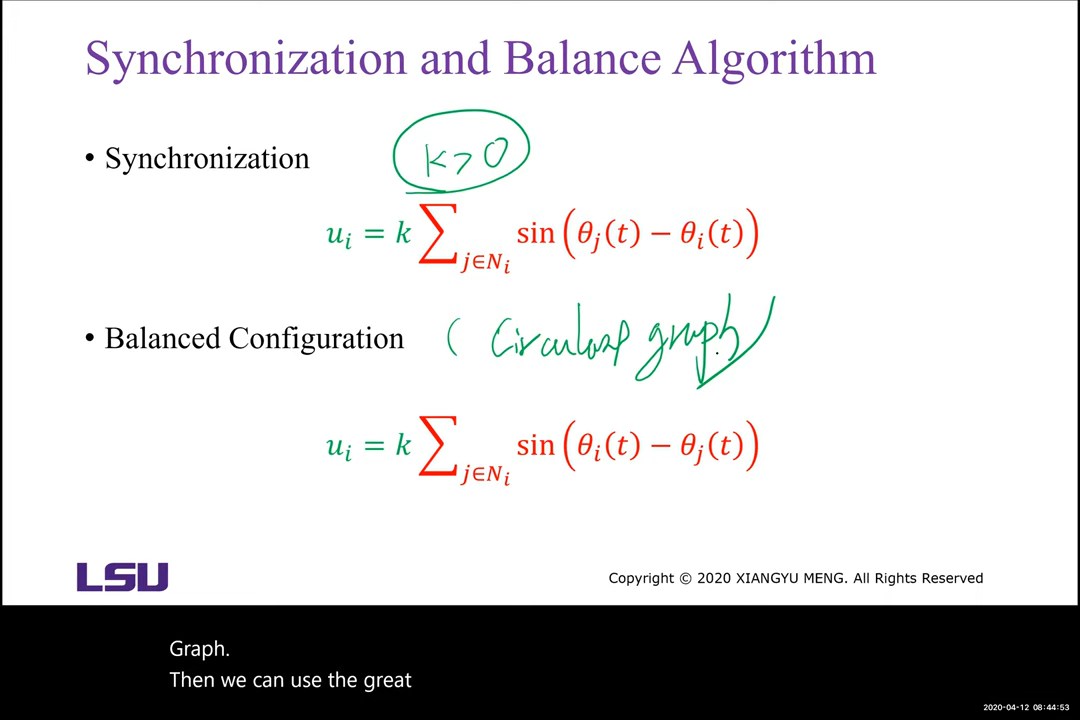 Synchronization and Balance Algorithm
• Synchronization
k > 0
u_i = k ∑_{j∈N_i} sin(θ_j(t) − θ_i(t))
• Balanced Configuration ( Circular graph )
u_i = k ∑_{j∈N_i} sin(θ_i(t) − θ_j(t))
LSU
Copyright © 2020 XIANGYU MENG. All Rights Reserved
Graph.
Then we can use the great
2020-04-12 08:44:53